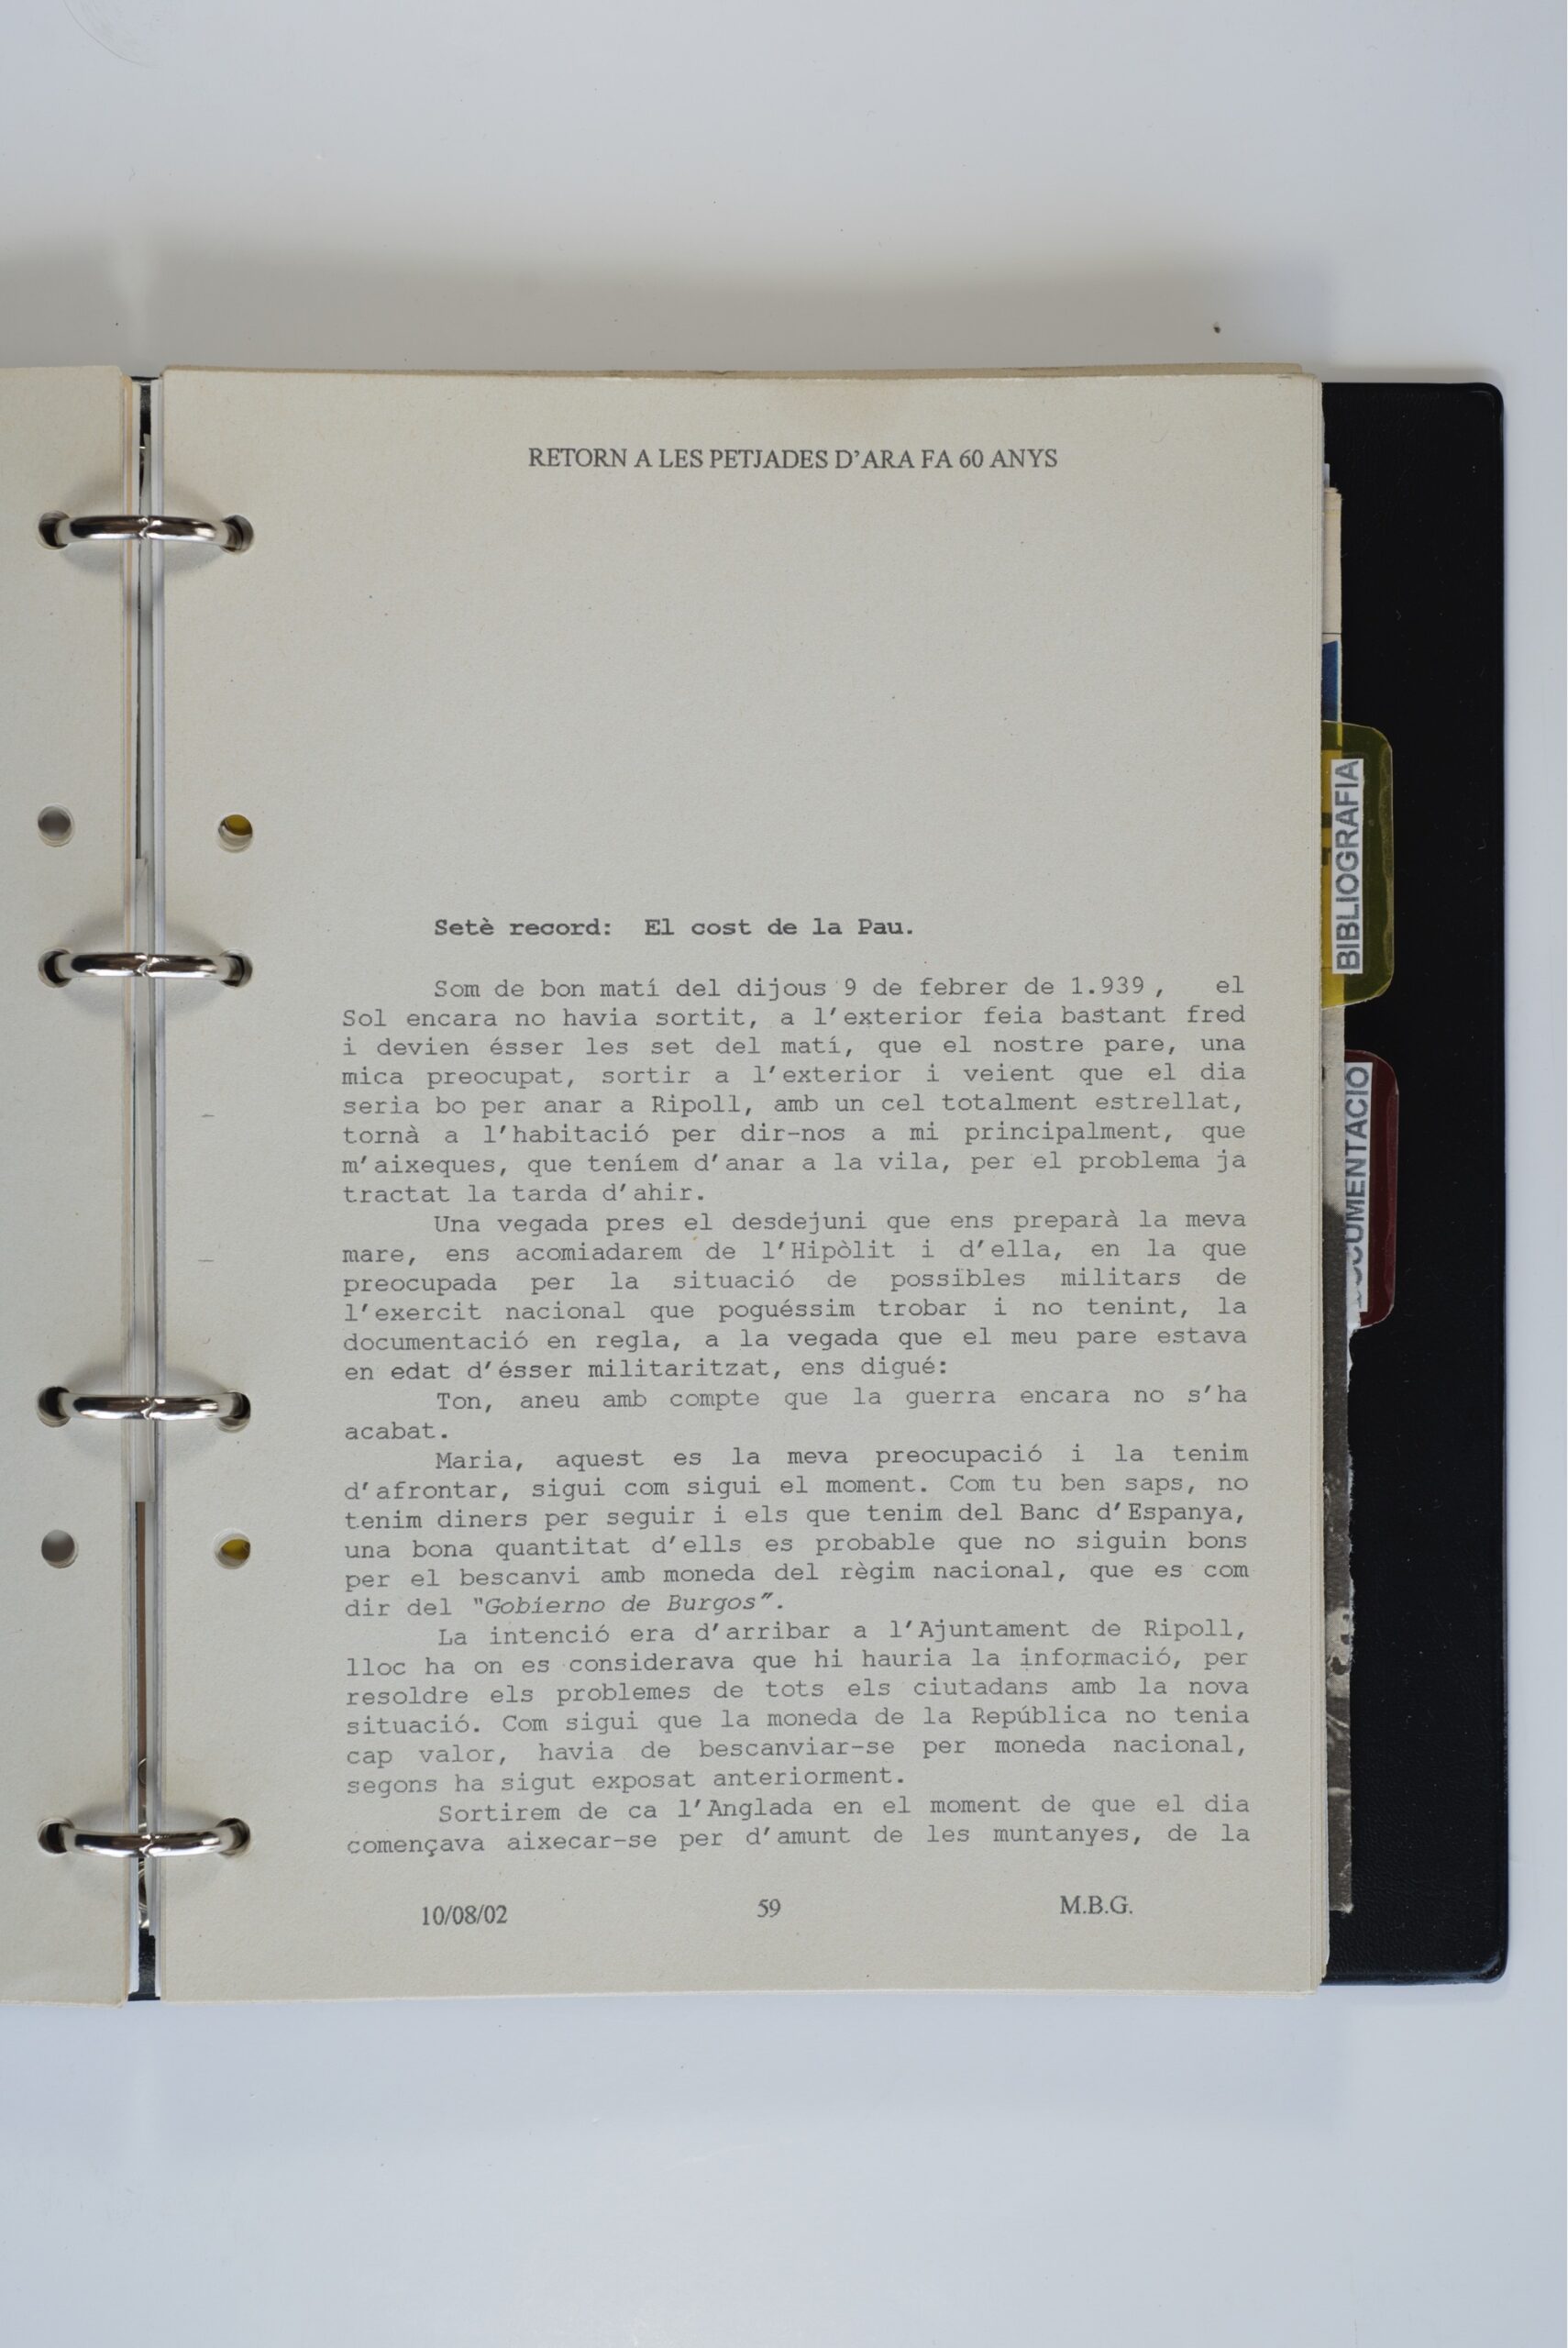 RETORN A LES PETJADES D'ARA FA 60 ANYS
Setè record: El cost de la Pau.
Som de bon matí del dijous 9 de febrer de 1.939, el
Sol encara no havia sortit, a l'exterior feia bastant fred
i devien ésser les set del matí, que el nostre pare, una
mica preocupat, sortir a l'exterior i veient que el dia
seria bo per anar a Ripoll, amb un cel totalment estrellat,
tornà a l'habitació per dir-nos a mi principalment, que
m'aixeques, que teníem d'anar a la vila, per el problema ja
tractat la tarda d'ahir.
Una vegada pres el desdejuni que ens preparà la meva
mare, ens acomiadarem de l'Hipòlit i d'ella, en la que
preocupada per la situació de possibles militars de
l'exercit nacional que poguéssim trobar i no tenint, la
documentació en regla, a la vegada que el meu pare estava
en edat d'ésser militaritzat, ens digué:
Ton, aneu amb compte que la guerra encara no s'ha
acabat.
Maria, aquest es la meva preocupació i la tenim
d'afrontar, sigui com sigui el moment. Com tu ben saps, no
tenim diners per seguir i els que tenim del Banc d'Espanya,
una bona quantitat d'ells es probable que no siguin bons
per el bescanvi amb moneda del règim nacional, que es com
dir del "Gobierno de Burgos".
La intenció era d'arribar a l'Ajuntament de Ripoll,
lloc ha on es considerava que hi hauria la informació, per
resoldre els problemes de tots els ciutadans amb la nova
situació. Com sigui que la moneda de la República no tenia
cap valor, havia de bescanviar-se per moneda nacional,
segons ha sigut exposat anteriorment.
Sortirem de ca l'Anglada en el moment de que el dia
començava aixecar-se per d'amunt de les muntanyes, de la
10/08/02 59 M.B.G.
BIBLIOGRAFIA
DOCUMENTACIO